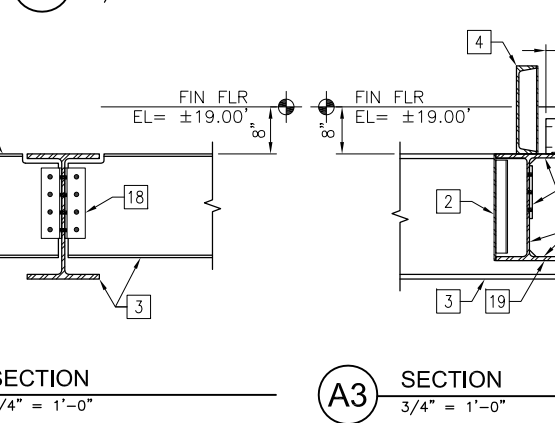 4
FIN FLR
EL= ±19.00'
8"
FIN FLR
EL= ±19.00'
8"
18
2
3
3
19
SECTION
3/4" = 1'-0"
A3
SECTION
3/4" = 1'-0"